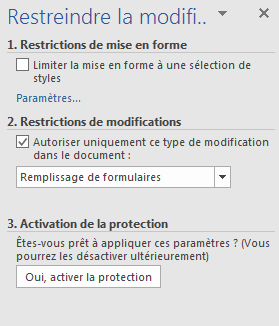 Restreindre la modifi..
1. Restrictions de mise en forme
Limiter la mise en forme à une sélection de
styles
Paramètres...
2. Restrictions de modifications
Autoriser uniquement ce type de modification
dans le document :
Remplissage de formulaires
3. Activation de la protection
Êtes-vous prêt à appliquer ces paramètres ? (Vous
pourrez les désactiver ultérieurement)
Oui, activer la protection